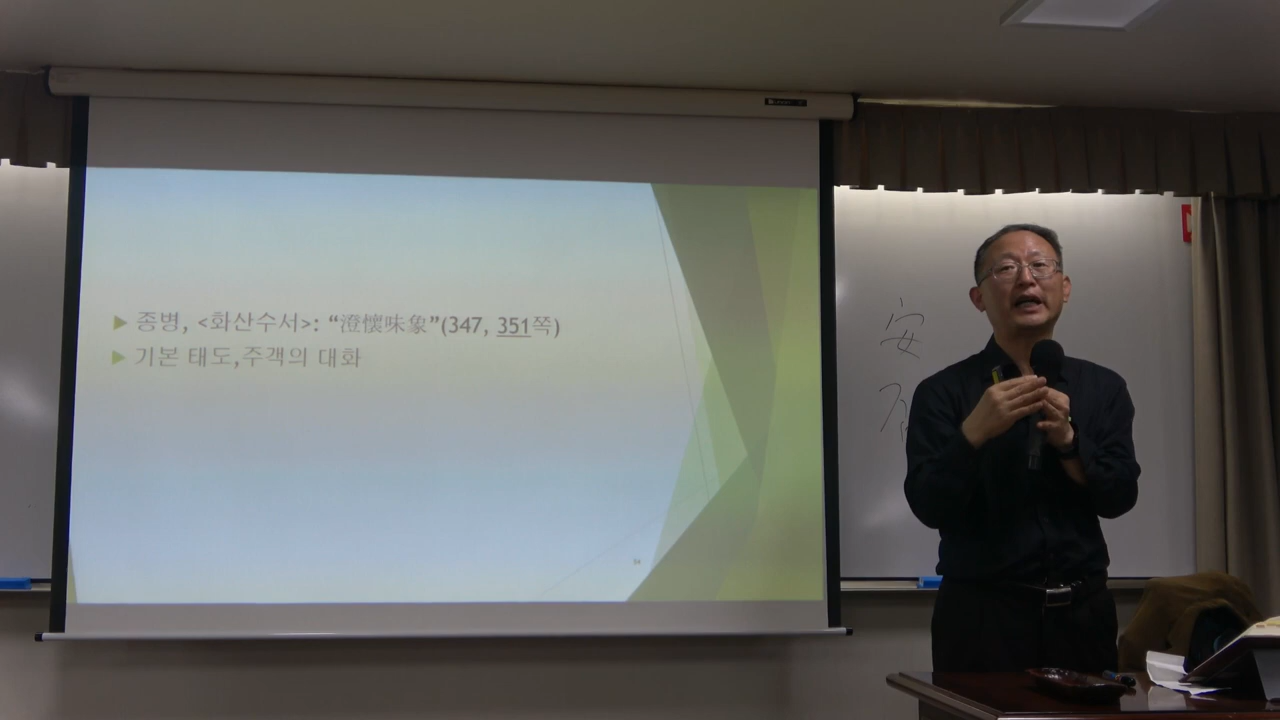 ▶ 종병, <화산수서>: “澄懷味象”(347, 351쪽)
▶ 기본 태도,주객의 대화
安